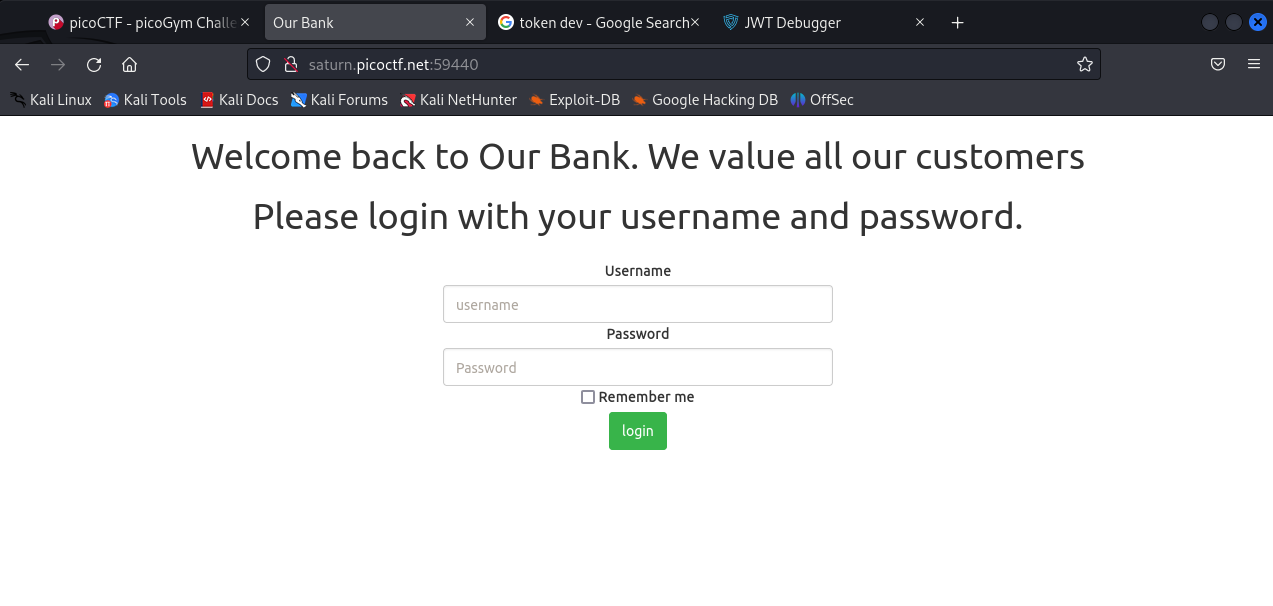 picoCTF - picoGym Challe
Our Bank
token dev - Google Search
JWT Debugger
saturn.picoctf.net:59440
Kali Linux
Kali Tools
Kali Docs
Kali Forums
Kali NetHunter
Exploit-DB
Google Hacking DB
OffSec
Welcome back to Our Bank. We value all our customers
Please login with your username and password.
Username
username
Password
Password
Remember me
login